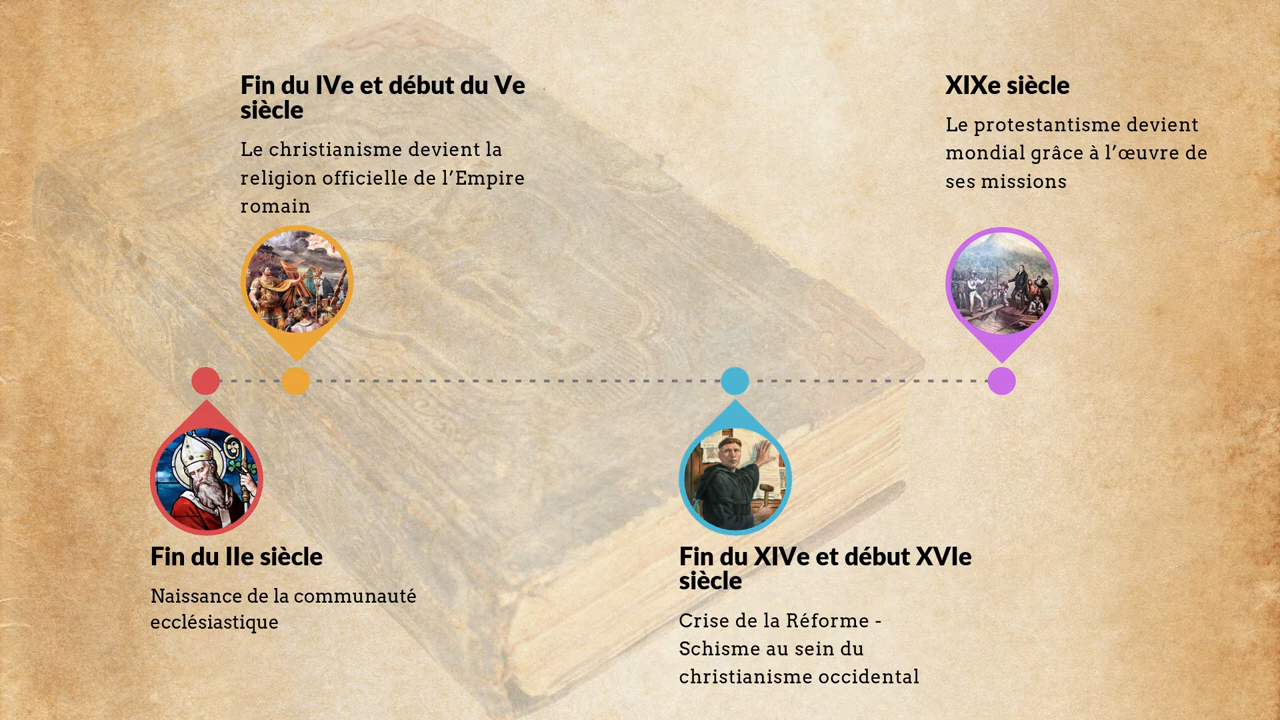 Fin du IVe et début du Ve
siècle
Le christianisme devient la
religion officielle de l’Empire
romain
XIXe siècle
Le protestantisme devient
mondial grâce à l’œuvre de
ses missions
Fin du IIe siècle
Naissance de la communauté
ecclésiastique
Fin du XIVe et début XVIe
siècle
Crise de la Réforme -
Schisme au sein du
christianisme occidental